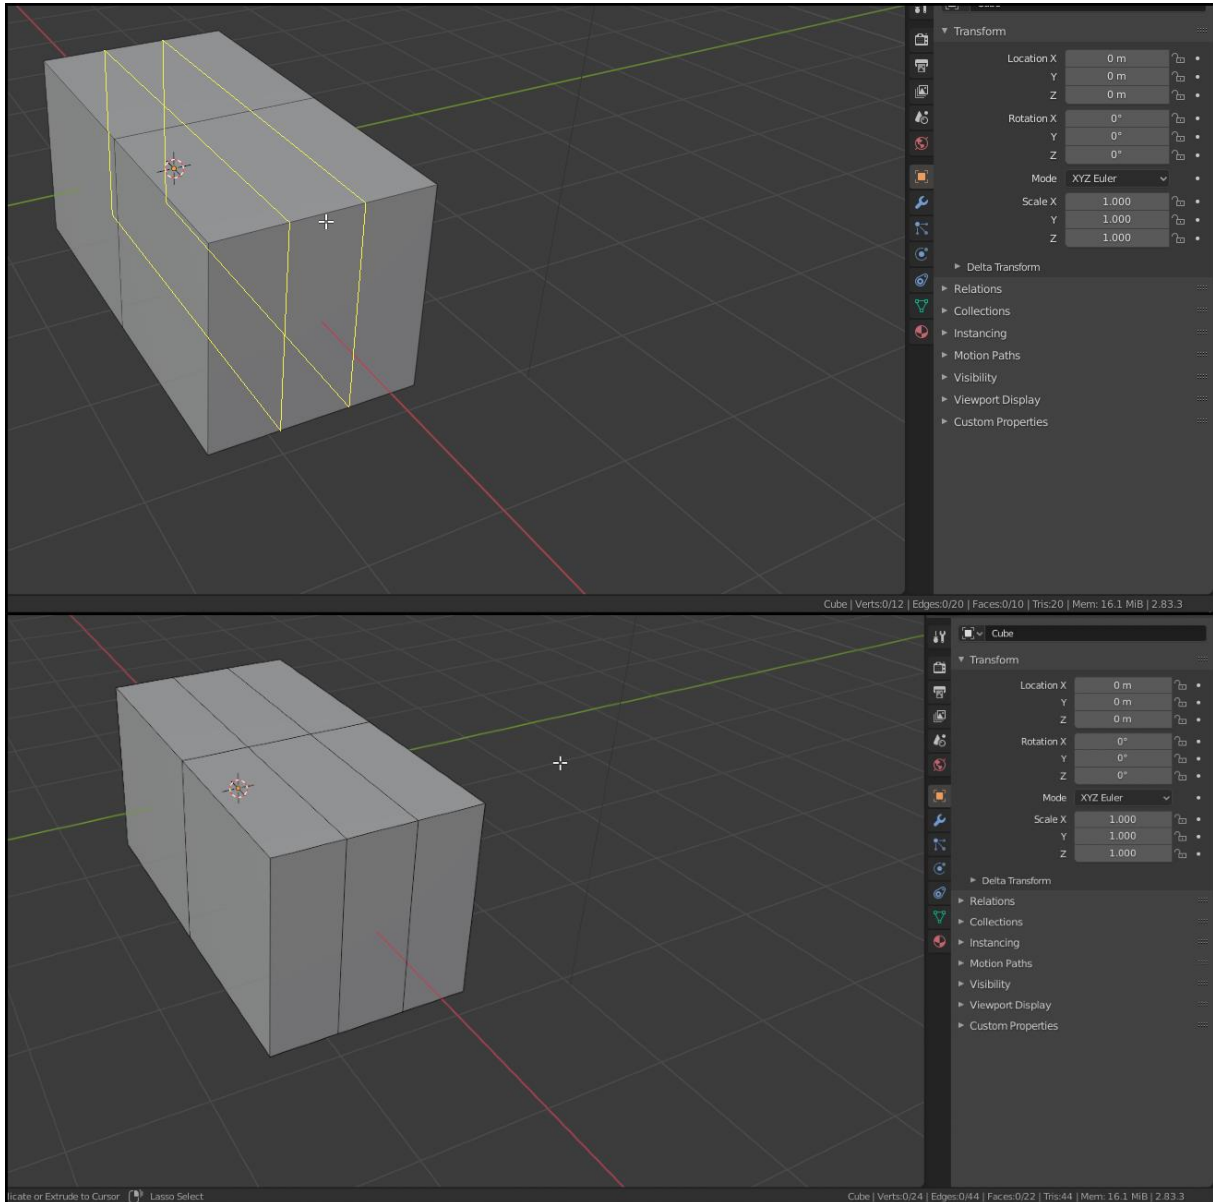 Transform
Location X 0 m
Y 0 m
Z 0 m
Rotation X 0°
Y 0°
Z 0°
Mode XYZ Euler
Scale X 1.000
Y 1.000
Z 1.000
Delta Transform
Relations
Collections
Instancing
Motion Paths
Visibility
Viewport Display
Custom Properties
Cube | Verts:0/12 | Edges:0/20 | Faces:0/10 | Tris:20 | Mem: 16.1 MiB | 2.83.3
Cube
Transform
Location X 0 m
Y 0 m
Z 0 m
Rotation X 0°
Y 0°
Z 0°
Mode XYZ Euler
Scale X 1.000
Y 1.000
Z 1.000
Delta Transform
Relations
Collections
Instancing
Motion Paths
Visibility
Viewport Display
Custom Properties
licate or Extrude to Cursor Lasso Select Cube | Verts:0/24 | Edges:0/44 | Faces:0/22 | Tris:44 | Mem: 16.1 MiB | 2.83.3